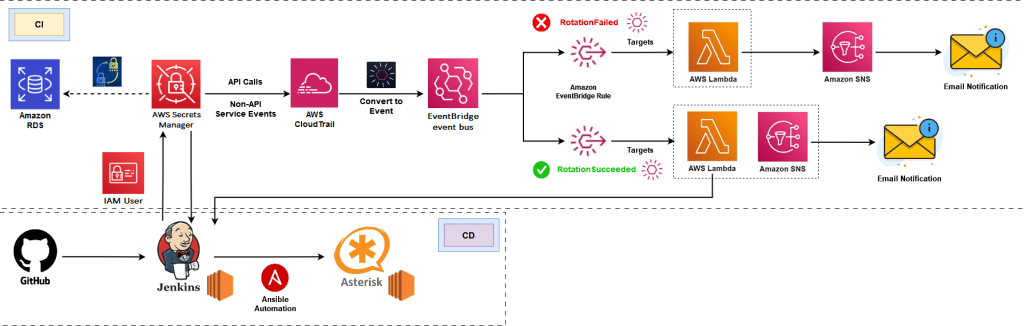 CI
RotationFailed
Targets
AWS Lambda
Amazon SNS
Email Notification
Amazon
EventBridge Rule
Amazon
RDS
AWS Secrets
Manager
API Calls
Non-API
Service Events
AWS
CloudTrail
Convert to
Event
EventBridge
event bus
Targets
RotationSucceeded
AWS Lambda
Amazon SNS
Email Notification
IAM User
CD
GitHub
Jenkins
Ansible
Automation
Asterisk